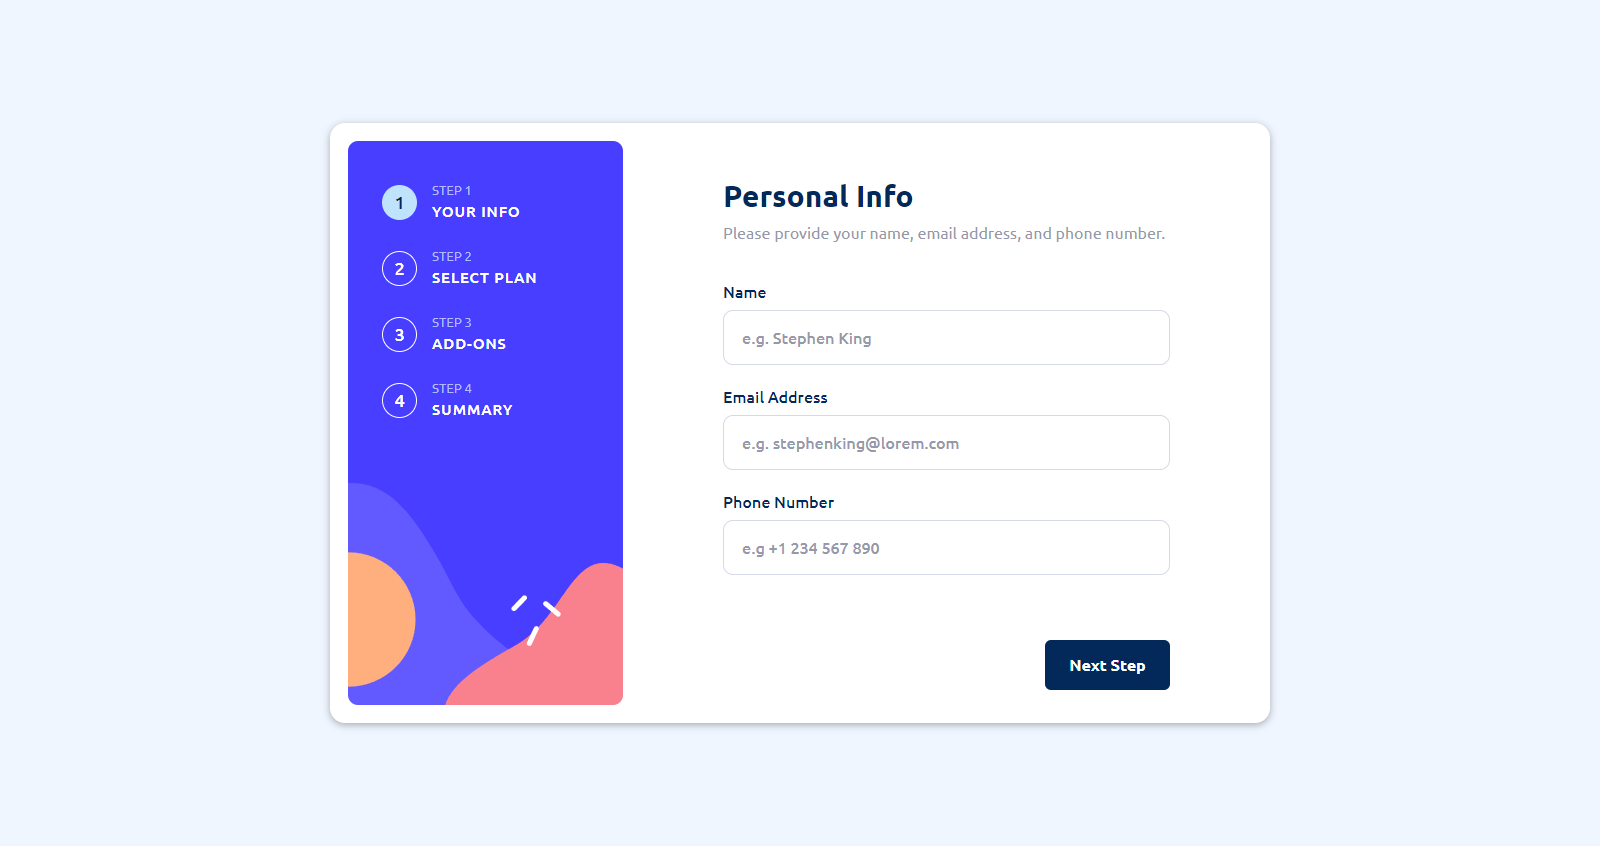 1
STEP 1
YOUR INFO
2
STEP 2
SELECT PLAN
3
STEP 3
ADD-ONS
4
STEP 4
SUMMARY
Personal Info
Please provide your name, email address, and phone number.
Name
e.g. Stephen King
Email Address
e.g. stephenking@lorem.com
Phone Number
e.g +1 234 567 890
Next Step